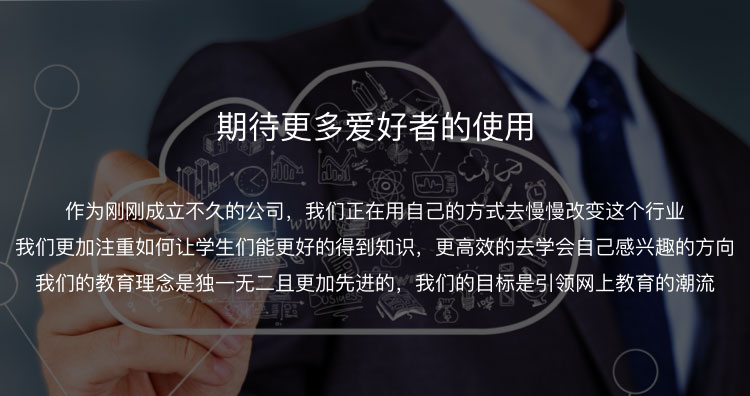 期待更多爱好者的使用
作为刚刚成立不久的公司，我们正在用自己的方式去慢慢改变这个行业
我们更加注重如何让学生们能更好的得到知识，更高效的去学会自己感兴趣的方向
我们的教育理念是独一无二且更加先进的，我们的目标是引领网上教育的潮流